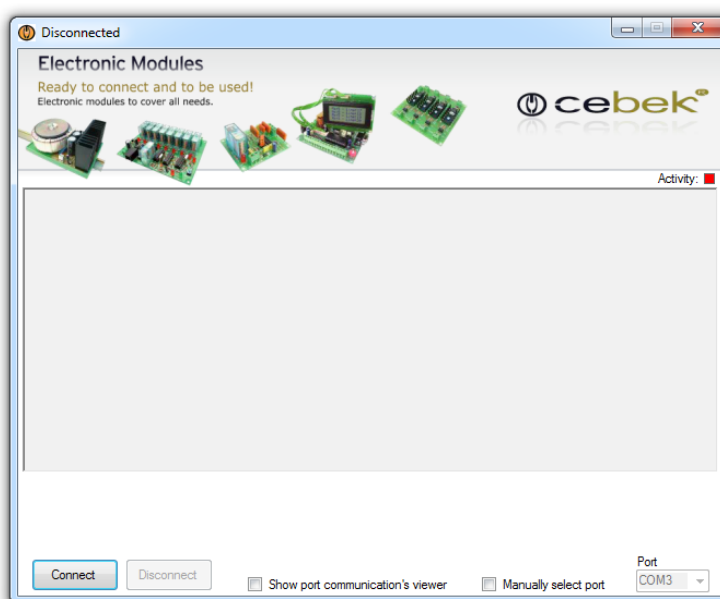 Disconnected
Electronic Modules
Ready to connect and to be used!
Electronic modules to cover all needs.
cebek
Activity:
Port
Connect
Disconnect
Show port communication's viewer
Manually select port
COM3